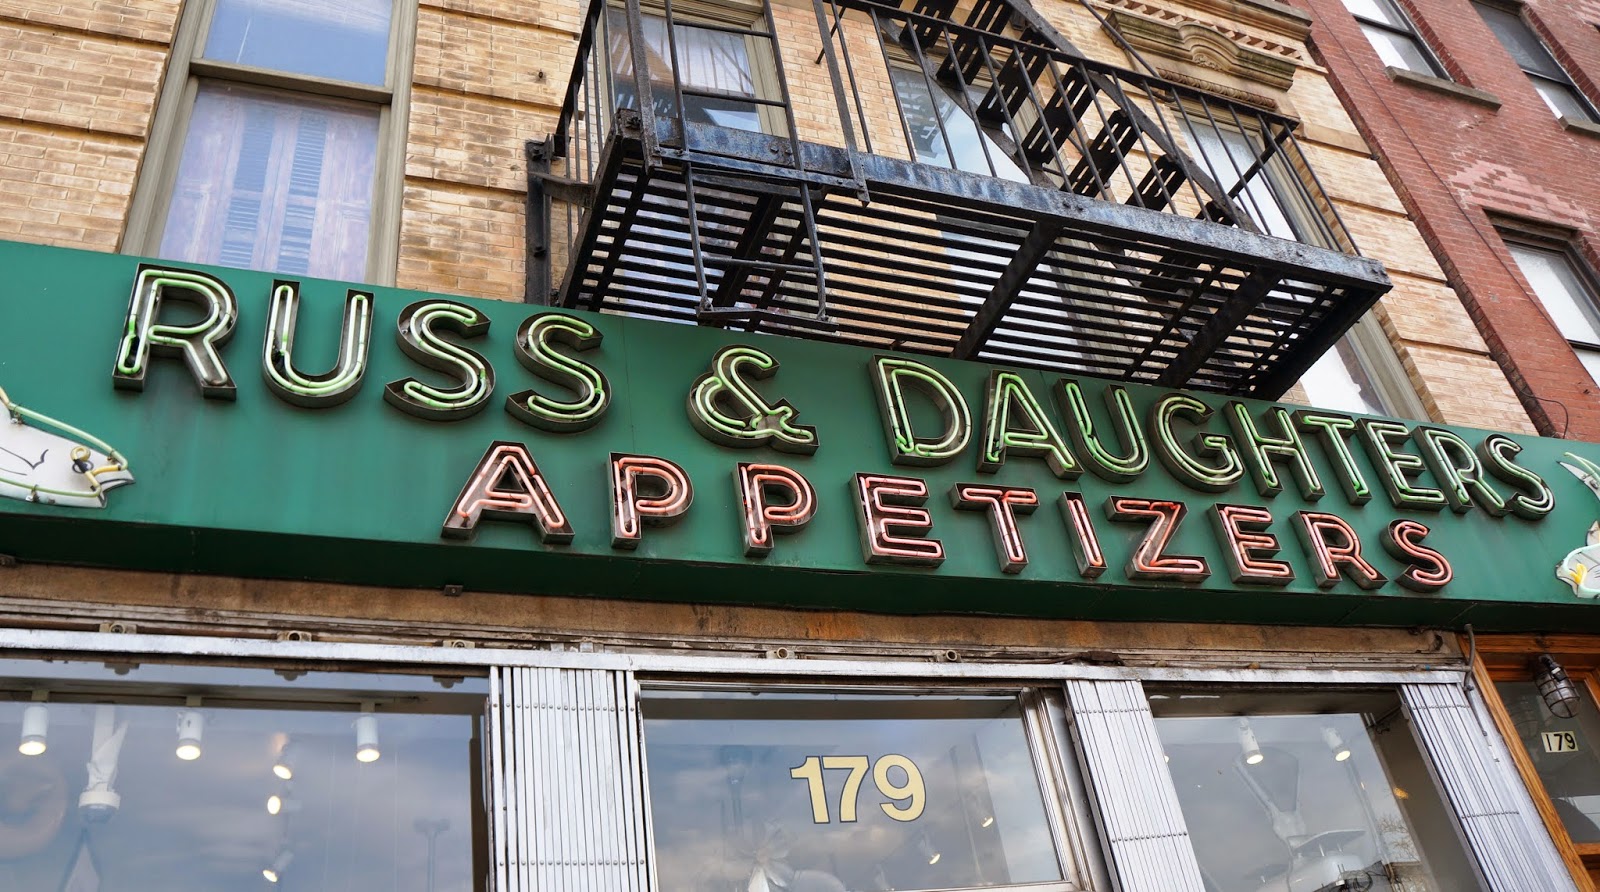 RUSS & DAUGHTERS
APPETIZERS
179
179